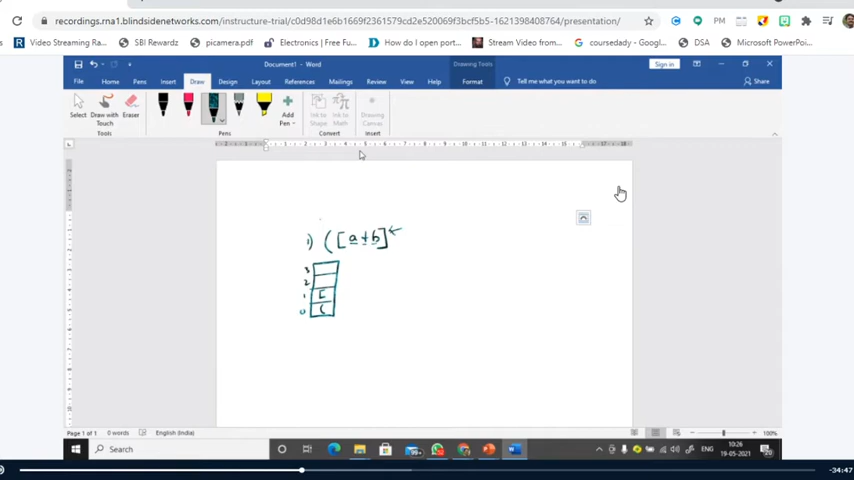 recordings.rna1.blindsidenetworks.com/instructure-trial/c0d98d1e6b1669f2361579cd2e520069f3bcf5b5-1621398408764/presentation/
PM
Video Streaming Ra...
SBI Rewardz
picamera.pdf
Electronics | Free Fu...
How do I open port...
Stream Video from...
coursedady - Googl...
DSA
Microsoft PowerPoi...
Document1 - Word
Drawing Tools
Sign in
File
Home
Pens
Insert
Draw
Design
Layout
References
Mailings
Review
View
Help
Format
Tell me what you want to do
Share
Select
Draw with Touch
Eraser
Add Pen
Ink to Shape
Ink to Math
Drawing Canvas
Tools
Pens
Convert
Insert
1) ([a+b]←
3
2
1 [
0 (
Page 1 of 1
0 words
English (India)
100%
Search
99+
ENG
10:26
19-05-2021
20
-34:47